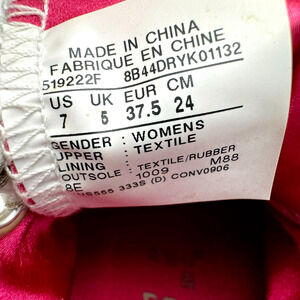 MADE IN CHINA
FABRIQUE EN CHINE
519222F 8B44DRYK01132
US UK EUR CM
7 5 37.5 24
GENDER : WOMENS
UPPER : TEXTILE
LINING :
OUTSOLE : TEXTILE/RUBBER
8E 1009 M88
333S (D) CONV0906